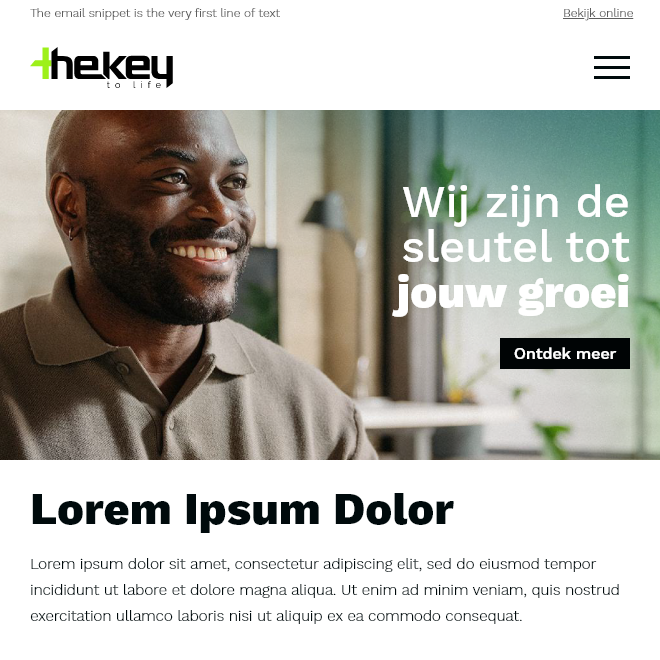 The email snippet is the very first line of text
Bekijk online
thekey
to life
Wij zijn de
sleutel tot
jouw groei
Ontdek meer
Lorem Ipsum Dolor
Lorem ipsum dolor sit amet, consectetur adipiscing elit, sed do eiusmod tempor
incididunt ut labore et dolore magna aliqua. Ut enim ad minim veniam, quis nostrud
exercitation ullamco laboris nisi ut aliquip ex ea commodo consequat.